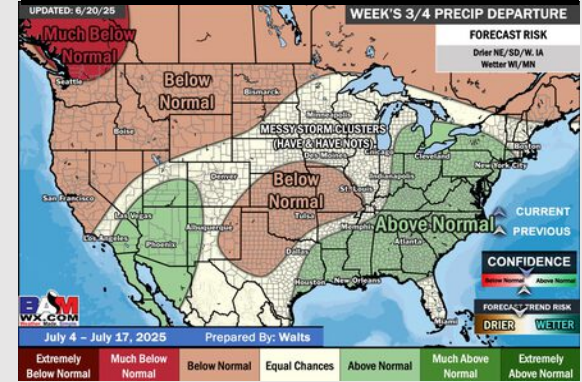 UPDATED: 6/20/25
WEEK'S 3/4 PRECIP DEPARTURE
FORECAST RISK
Drier NE/SD/W. IA
Wetter WI/MN
Much Below
Normal
Seattle
Below
Normal
Bismarck
Minneapolis
Boise
MESSY STORM CLUSTERS
(HAVE & HAVE NOTS)
Des Moines
Chicago
Cleveland
Boston
New York City
Denver
Indianapolis
San Francisco
Below
Normal
St. Louis
Las Vegas
Tulsa
Los Angeles
Albuquerque
Memphis
Above Normal
Phoenix
Atlanta
Dallas
CURRENT
PREVIOUS
Houston
New Orleans
CONFIDENCE
Below Normal
Above Normal
Miami
FORECAST TREND RISK
DRIER
WETTER
BAM
WX.COM
Weather Made Simple
July 4 – July 17, 2025
Prepared By: Walts
Extremely
Below Normal
Much Below
Normal
Below Normal
Equal Chances
Above Normal
Much Above
Normal
Extremely
Above Normal